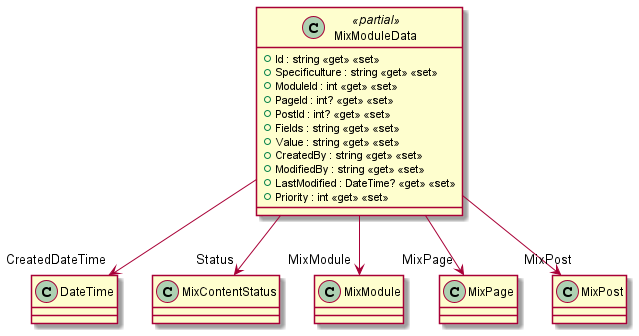 C
«partial»
MixModuleData
Id : string «get» «set»
Specificulture : string «get» «set»
ModuleId : int «get» «set»
PageId : int? «get» «set»
PostId : int? «get» «set»
Fields : string «get» «set»
Value : string «get» «set»
CreatedBy : string «get» «set»
ModifiedBy : string «get» «set»
LastModified : DateTime? «get» «set»
Priority : int «get» «set»
CreatedDateTime Status MixModule MixPage MixPost
C DateTime C MixContentStatus C MixModule C MixPage C MixPost